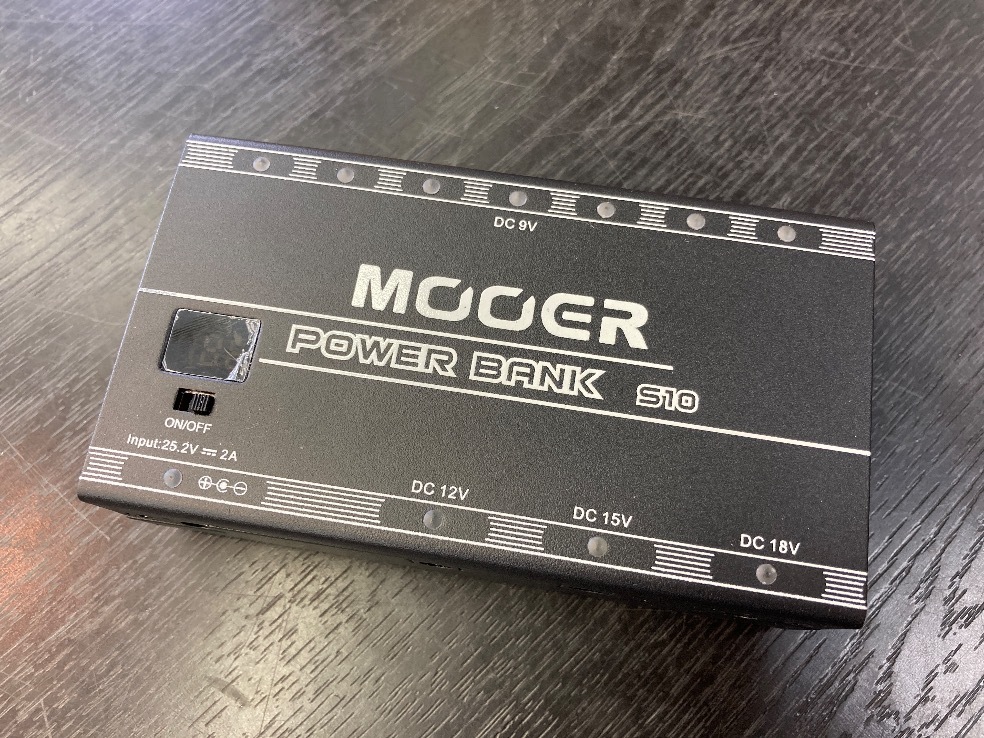 DC 9V
MOOER
POWER BANK S10
ON/OFF
Input:25.2V ⎓ 2A
DC 12V
DC 15V
DC 18V